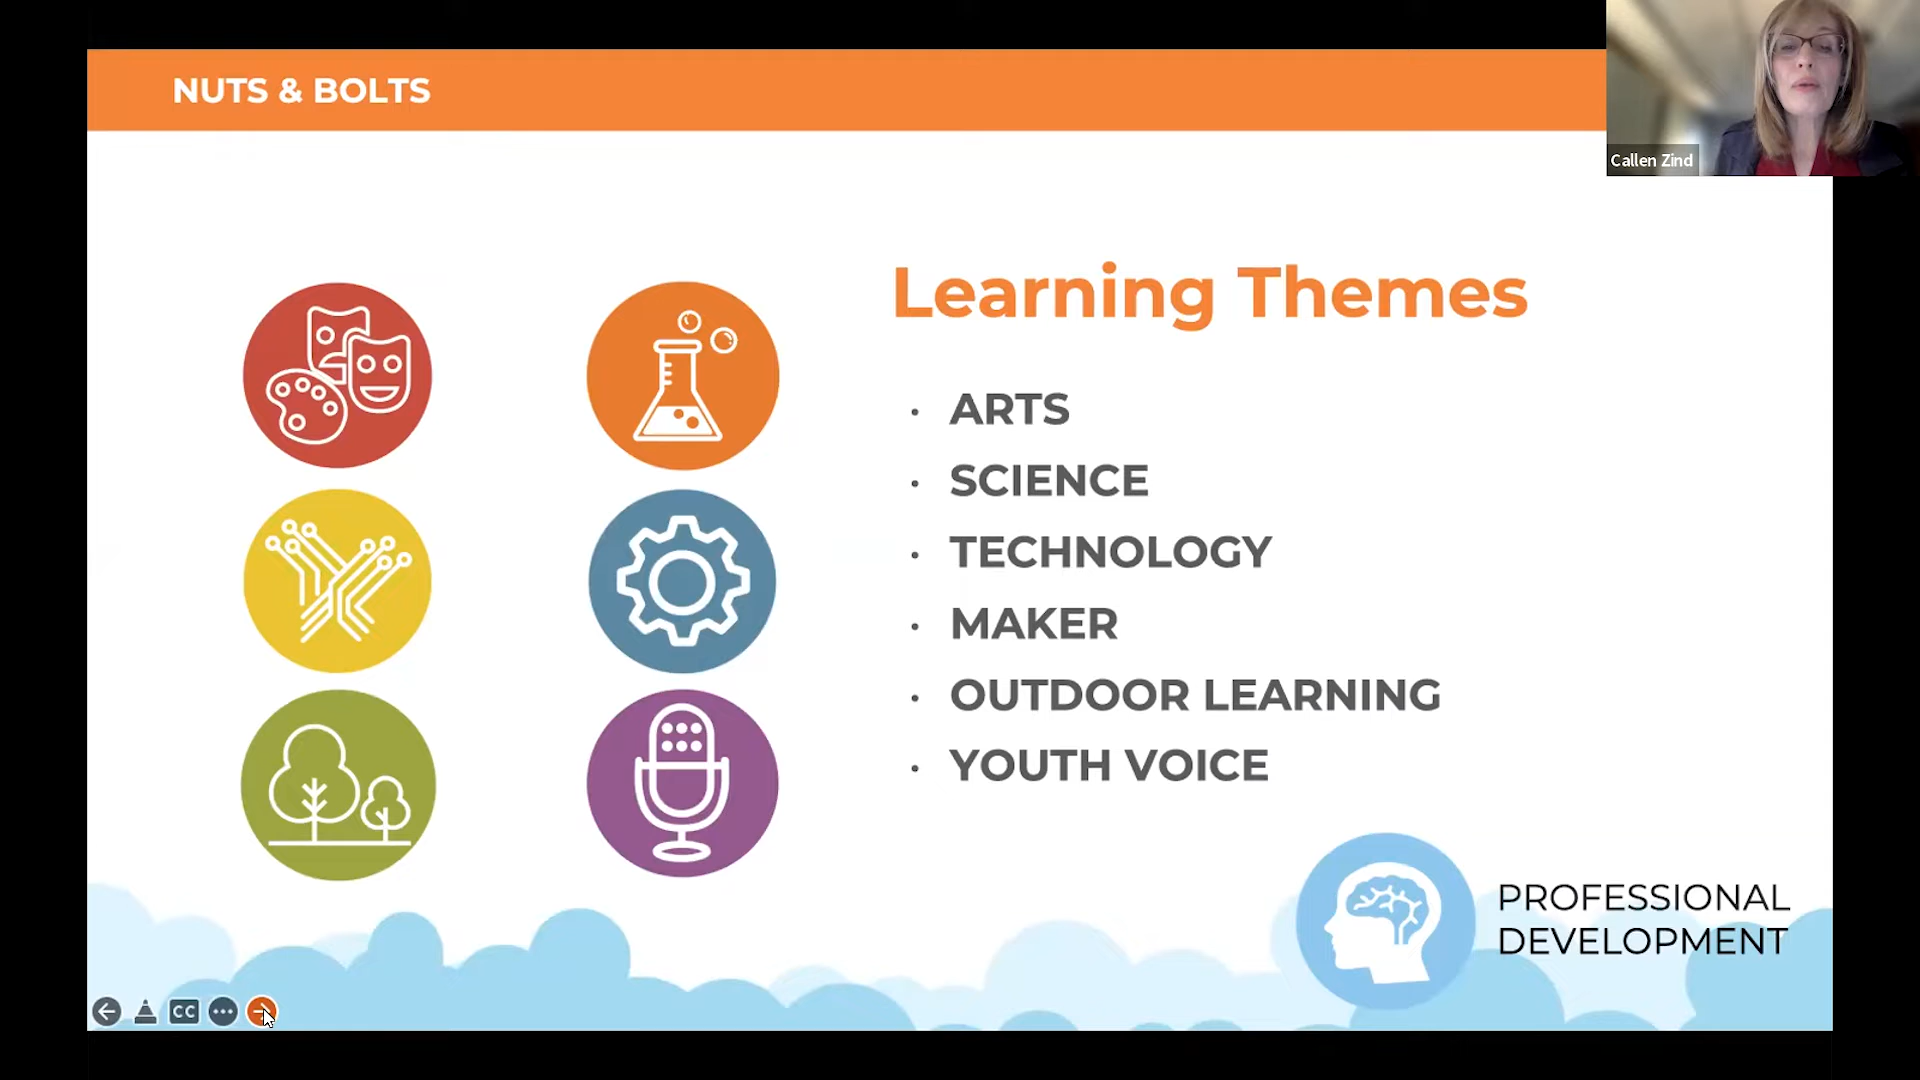 NUTS & BOLTS
Callen Zind
Learning Themes
• ARTS
• SCIENCE
• TECHNOLOGY
• MAKER
• OUTDOOR LEARNING
• YOUTH VOICE
PROFESSIONAL
DEVELOPMENT
CC